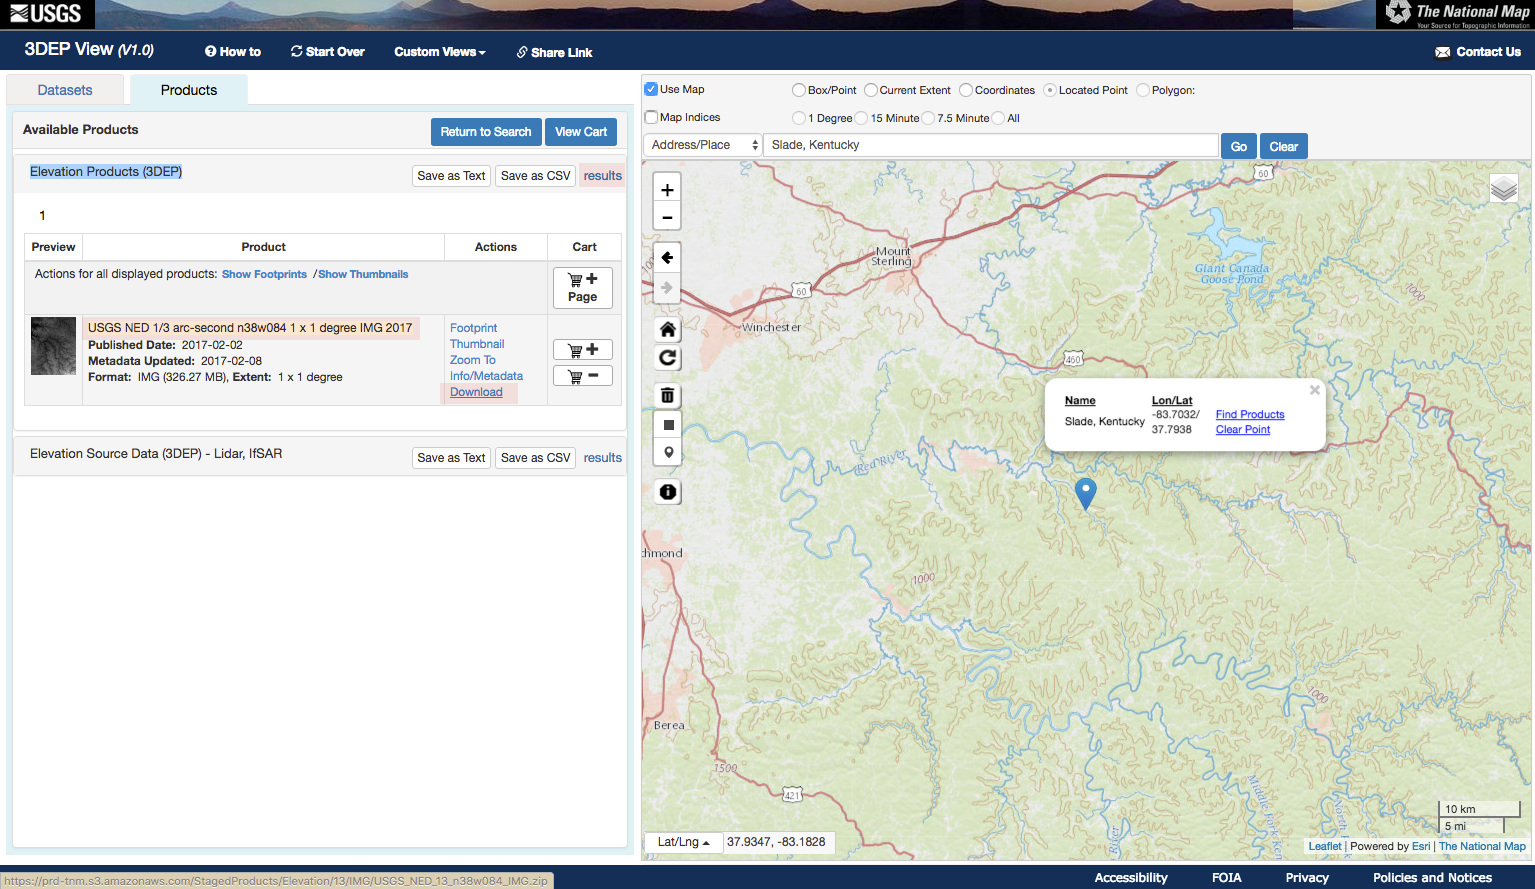 USGS
The National Map
Your Source for Topographic Information
3DEP View (V1.0)
How to
Start Over
Custom Views
Share Link
Contact Us
Datasets
Products
Available Products
Return to Search
View Cart
Elevation Products (3DEP)
Save as Text
Save as CSV
results
1
Preview
Product
Actions
Cart
Actions for all displayed products: Show Footprints /Show Thumbnails
Page
USGS NED 1/3 arc-second n38w084 1 x 1 degree IMG 2017
Published Date: 2017-02-02
Metadata Updated: 2017-02-08
Format: IMG (326.27 MB), Extent: 1 x 1 degree
Footprint
Thumbnail
Zoom To
Info/Metadata
Download
Elevation Source Data (3DEP) - Lidar, IfSAR
Save as Text
Save as CSV
results
Use Map
Box/Point
Current Extent
Coordinates
Located Point
Polygon:
Map Indices
1 Degree
15 Minute
7.5 Minute
All
Address/Place
Slade, Kentucky
Go
Clear
+
−
60
Mount
Sterling
Giant Canada
Goose Pond
60
1000
Winchester
460
Name
Lon/Lat
Slade, Kentucky
-83.7032/
37.7938
Find Products
Clear Point
Red River
chmond
1000
1000
Berea
1500
421
Middle Fork Ken
North
River
10 km
5 mi
Lat/Lng
37.9347, -83.1828
Leaflet | Powered by Esri | The National Map
https://prd-tnm.s3.amazonaws.com/StagedProducts/Elevation/13/IMG/USGS_NED_13_n38w084_IMG.zip
Accessibility
FOIA
Privacy
Policies and Notices